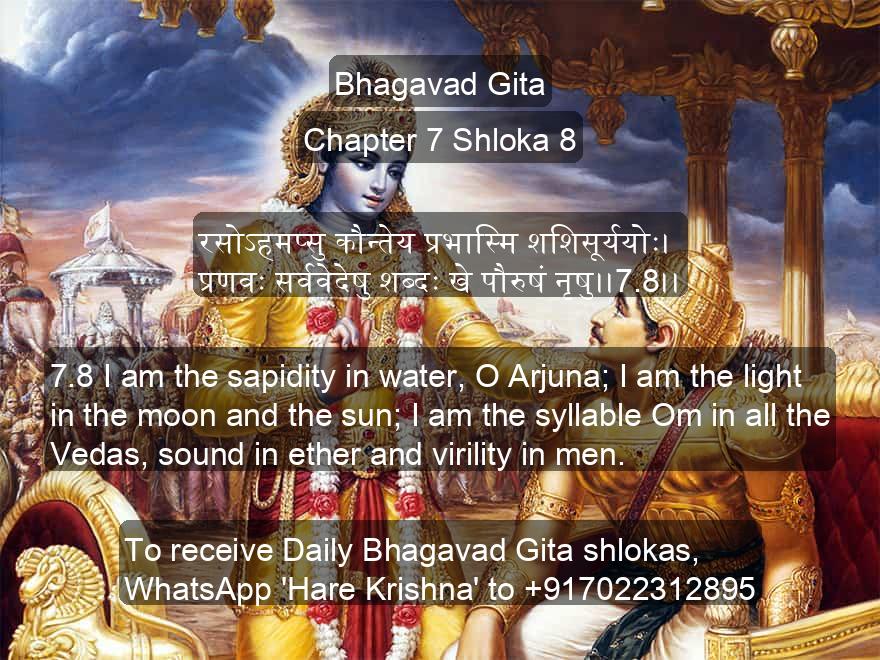 Bhagavad Gita
Chapter 7 Shloka 8
रसोऽहमप्सु कौन्तेय प्रभास्मि शशिसूर्ययोः।
प्रणवः सर्ववेदेषु शब्दः खे पौरुषं नृषु।।7.8।।
7.8 I am the sapidity in water, O Arjuna; I am the light
in the moon and the sun; I am the syllable Om in all the
Vedas, sound in ether and virility in men.
To receive Daily Bhagavad Gita shlokas,
WhatsApp 'Hare Krishna' to +917022312895